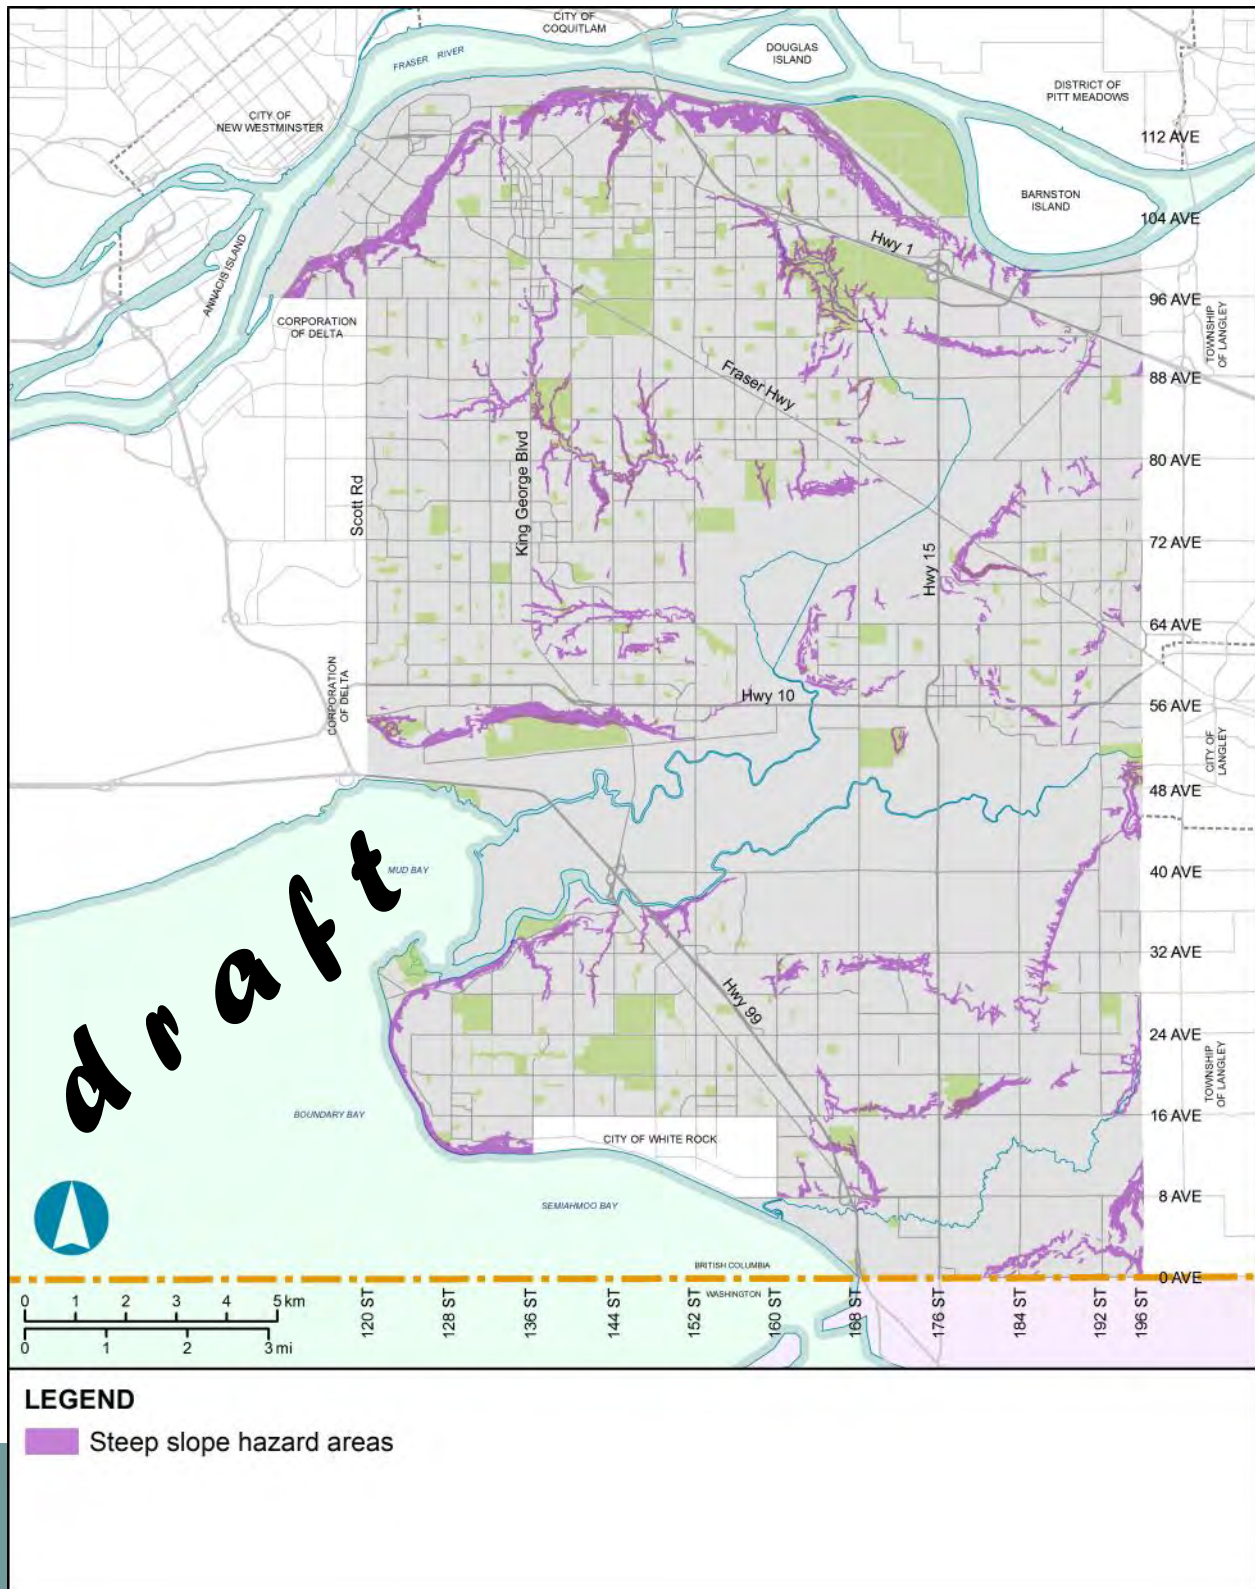 CITY OF
COQUITLAM
FRASER RIVER
DOUGLAS
ISLAND
DISTRICT OF
PITT MEADOWS
CITY OF
NEW WESTMINSTER
112 AVE
BARNSTON
ISLAND
104 AVE
Hwy 1
ANNACIS ISLAND
96 AVE
CORPORATION
OF DELTA
TOWNSHIP
OF LANGLEY
88 AVE
Fraser Hwy
80 AVE
King George Blvd
Scott Rd
72 AVE
Hwy 15
64 AVE
CORPORATION
OF DELTA
Hwy 10
56 AVE
CITY OF
LANGLEY
48 AVE
MUD BAY
40 AVE
draft
32 AVE
Hwy 99
24 AVE
TOWNSHIP
OF LANGLEY
BOUNDARY BAY
16 AVE
CITY OF WHITE ROCK
8 AVE
SEMIAHMOO BAY
BRITISH COLUMBIA
0 AVE
WASHINGTON
0 1 2 3 4 5 km
0 1 2 3 mi
120 ST
128 ST
136 ST
144 ST
152 ST
160 ST
168 ST
176 ST
184 ST
192 ST
196 ST
LEGEND
Steep slope hazard areas